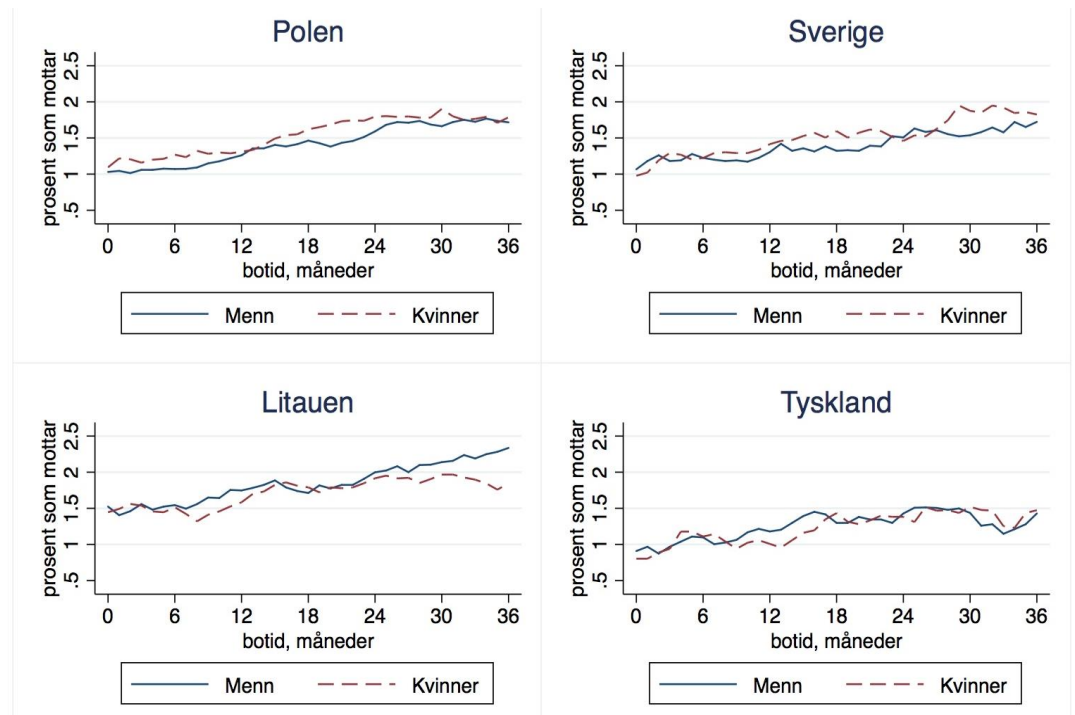 Polen
prosent som mottar
2.5
2
1.5
1
.5
0 6 12 18 24 30 36
botid, måneder
Menn Kvinner
Sverige
prosent som mottar
2.5
2
1.5
1
.5
0 6 12 18 24 30 36
botid, måneder
Menn Kvinner
Litauen
prosent som mottar
2.5
2
1.5
1
.5
0 6 12 18 24 30 36
botid, måneder
Menn Kvinner
Tyskland
prosent som mottar
2.5
2
1.5
1
.5
0 6 12 18 24 30 36
botid, måneder
Menn Kvinner